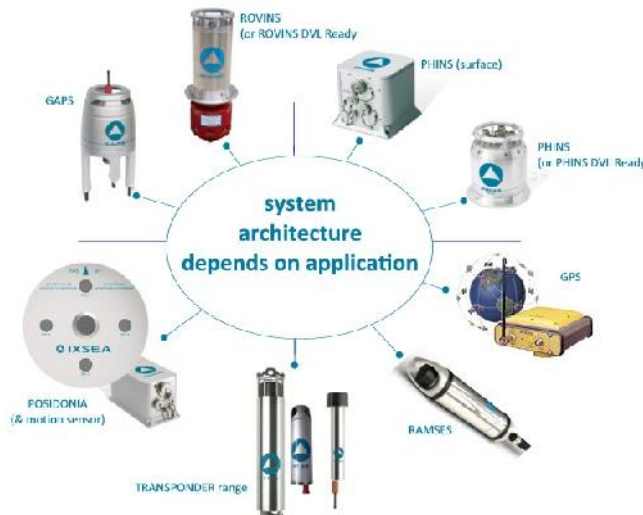 ROVINS
(or ROVINS DVL Ready
PHINS (surface)
GAPS
PHINS
(or PHINS DVL Ready
system
architecture
depends on application
GPS
IXSEA
POSIDONIA
(& motion sensor)
RAMSES
TRANSPONDER range